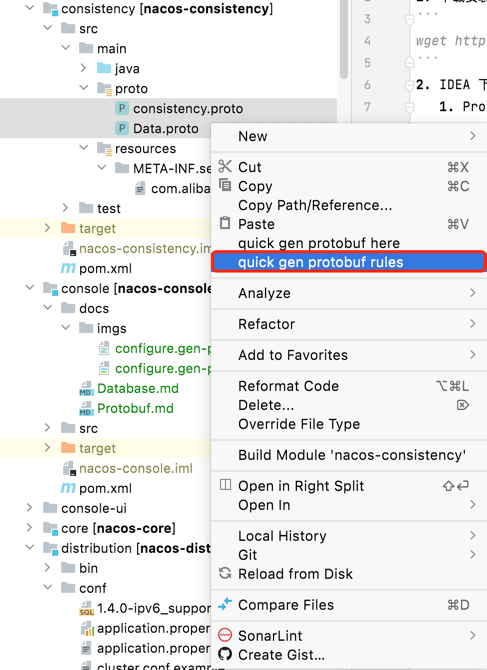 consistency [nacos-consistency]
src
main
java
proto
consistency.proto
Data.proto
resources
META-INF.se
com.aliba
test
target
nacos-consistency.im
pom.xml
console [nacos-console
docs
imgs
configure.gen-p
configure.gen-p
Database.md
Protobuf.md
src
target
nacos-console.iml
pom.xml
console-ui
core [nacos-core]
distribution [nacos-dist
bin
conf
1.4.0-ipv6_suppor
application.proper
application.proper
cluster.conf.example
3 ```
4 wget http
5 ```
6 2. IDEA 下
7 1. Pro
New
Cut ⌘X
Copy ⌘C
Copy Path/Reference...
Paste ⌘V
quick gen protobuf here
quick gen protobuf rules
Analyze
Refactor
Add to Favorites
Reformat Code ⌥⌘L
Delete... ⌦
Override File Type
Build Module 'nacos-consistency'
Open in Right Split ⇧⏎
Open In
Local History
Git
Reload from Disk
Compare Files ⌘D
SonarLint
Create Gist...